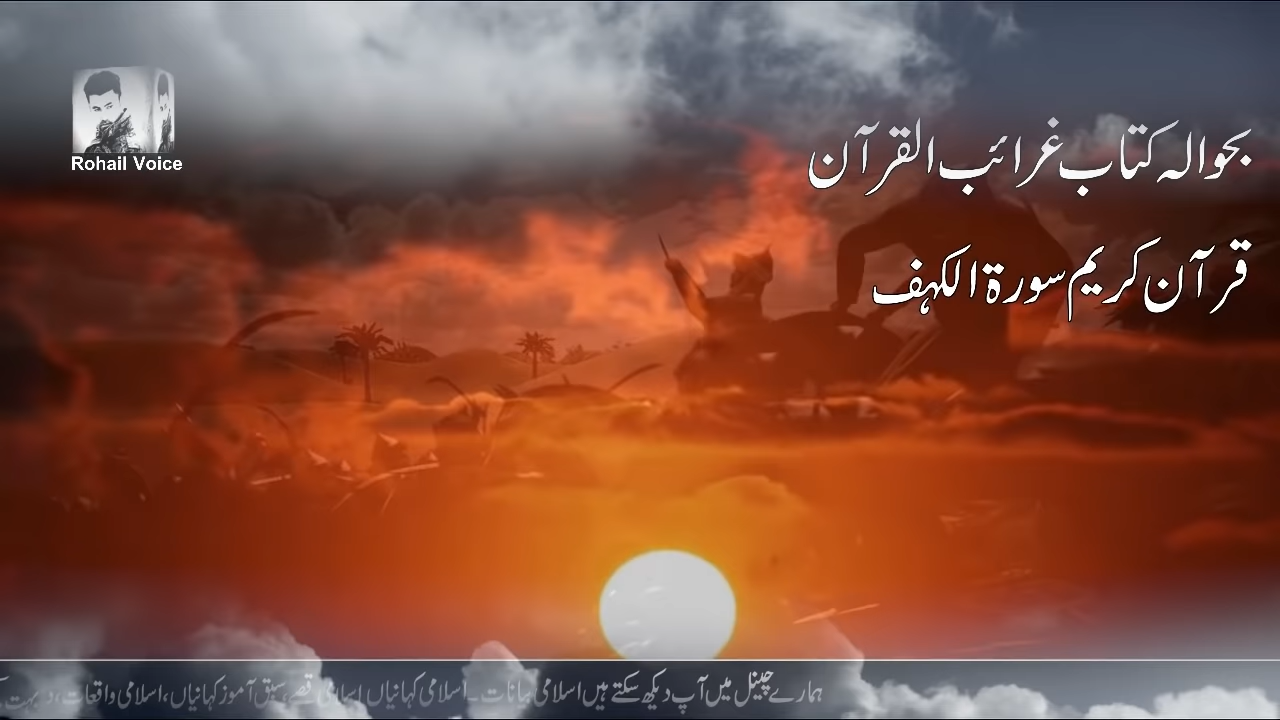 Rohail Voice
بحوالہ کتاب غرائب القرآن
قرآن کریم سورۃ الکہف
ہمارے چینل میں آپ دیکھ سکتے ہیں اسلامی بیانات ۔ اسلامی کہانیاں اسلامی قصے، سبق آموز کہانیاں، اسلامی واقعات،